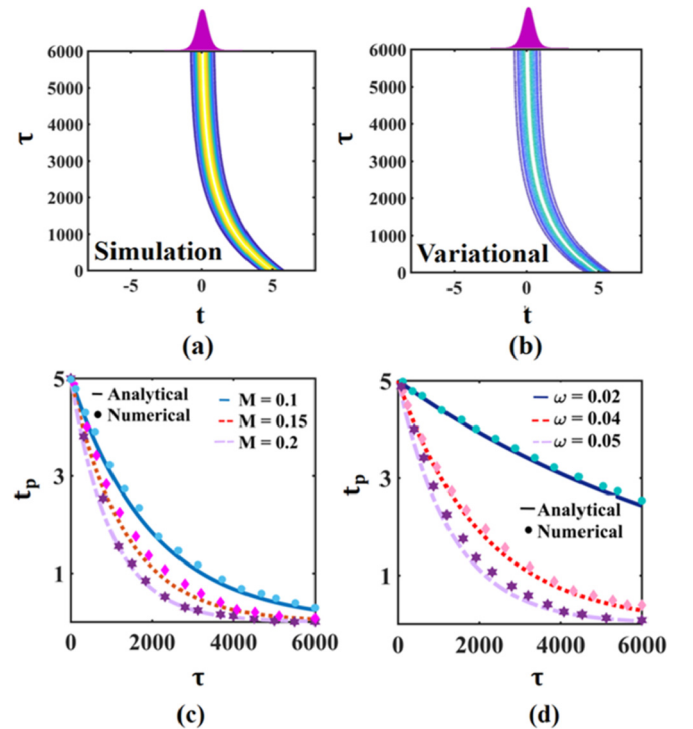 6000
5000
4000
3000
2000
1000
0
τ
Simulation
-5
0
5
t
(a)
6000
5000
4000
3000
2000
1000
0
τ
Variational
-5
0
5
t
(b)
5
3
1
t_p
– Analytical
● Numerical
M = 0.1
M = 0.15
M = 0.2
0
2000
4000
6000
τ
(c)
5
3
1
t_p
ω = 0.02
ω = 0.04
ω = 0.05
– Analytical
● Numerical
0
2000
4000
6000
τ
(d)